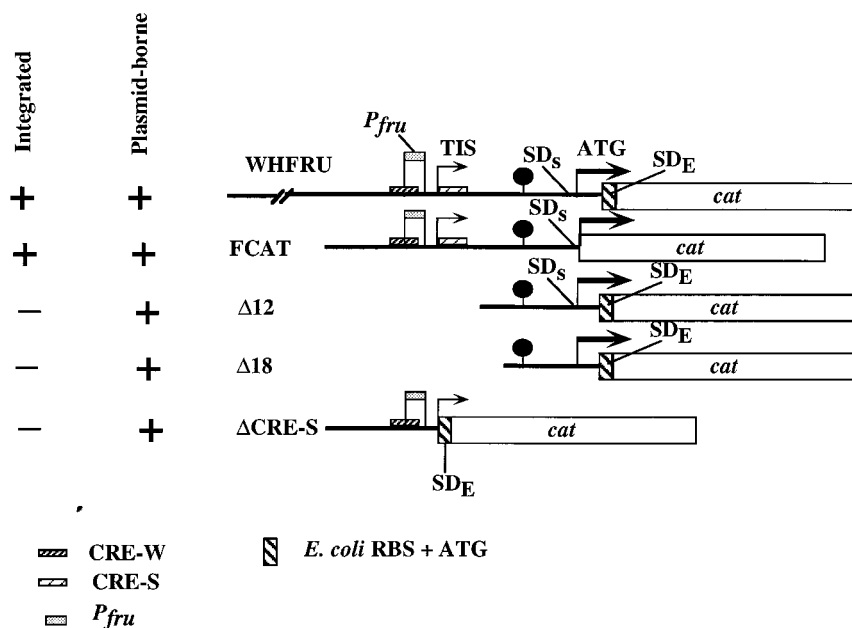 Integrated
Plasmid-borne
Pfru
TIS
SDs
ATG
SDE
WHFRU
+ +
cat
SDs
+ +
FCAT
cat
SDs
SDE
– +
Δ12
cat
SDE
– +
Δ18
cat
– +
ΔCRE-S
cat
SDE
CRE-W
E. coli RBS + ATG
CRE-S
Pfru